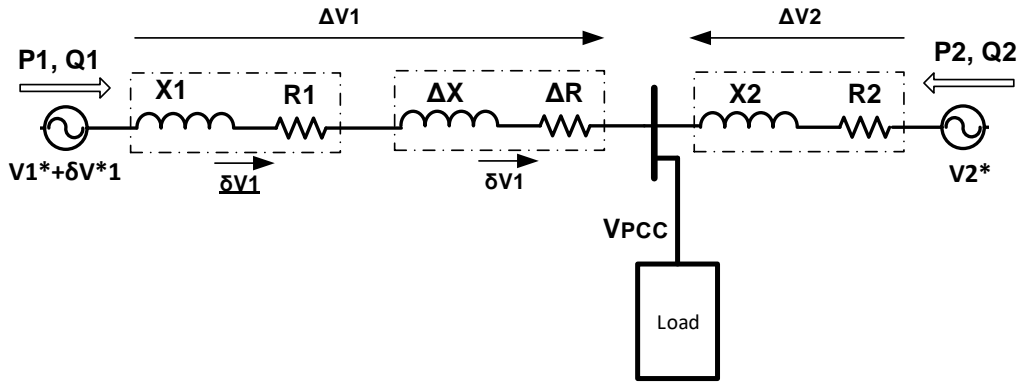 ΔV1
ΔV2
P1, Q1
P2, Q2
X1
R1
ΔX
ΔR
X2
R2
V1*+δV*1
δV1
δV1
V2*
VPCC
Load